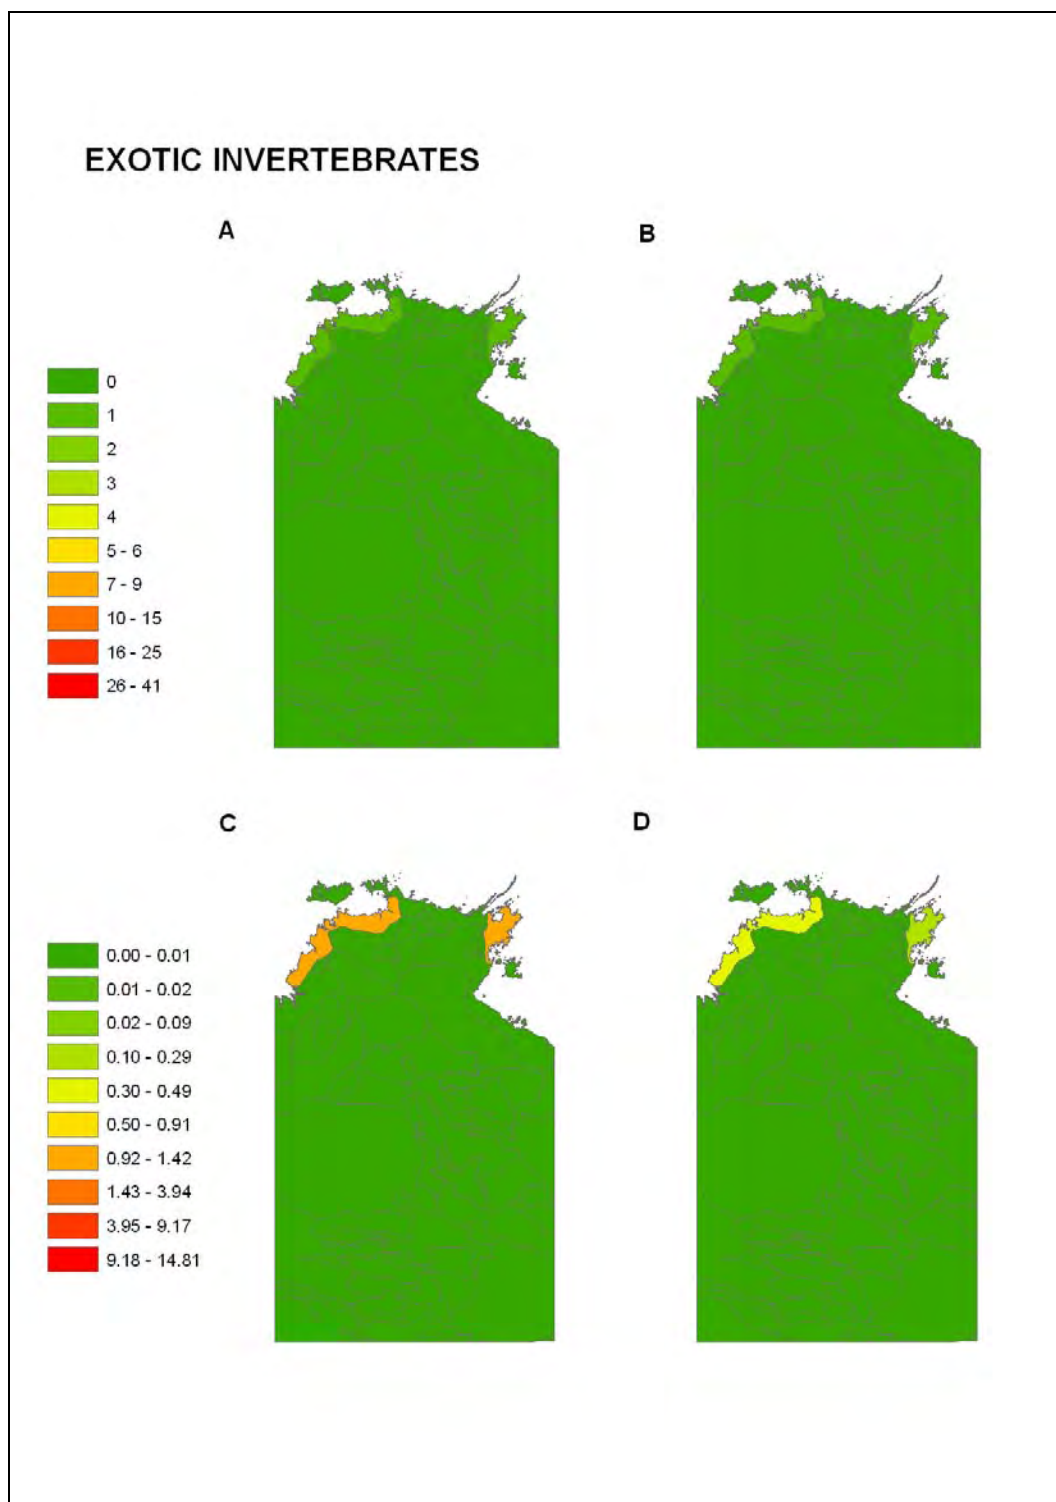 EXOTIC INVERTEBRATES
A
B
0
1
2
3
4
5 - 6
7 - 9
10 - 15
16 - 25
26 - 41
C
D
0.00 - 0.01
0.01 - 0.02
0.02 - 0.09
0.10 - 0.29
0.30 - 0.49
0.50 - 0.91
0.92 - 1.42
1.43 - 3.94
3.95 - 9.17
9.18 - 14.81